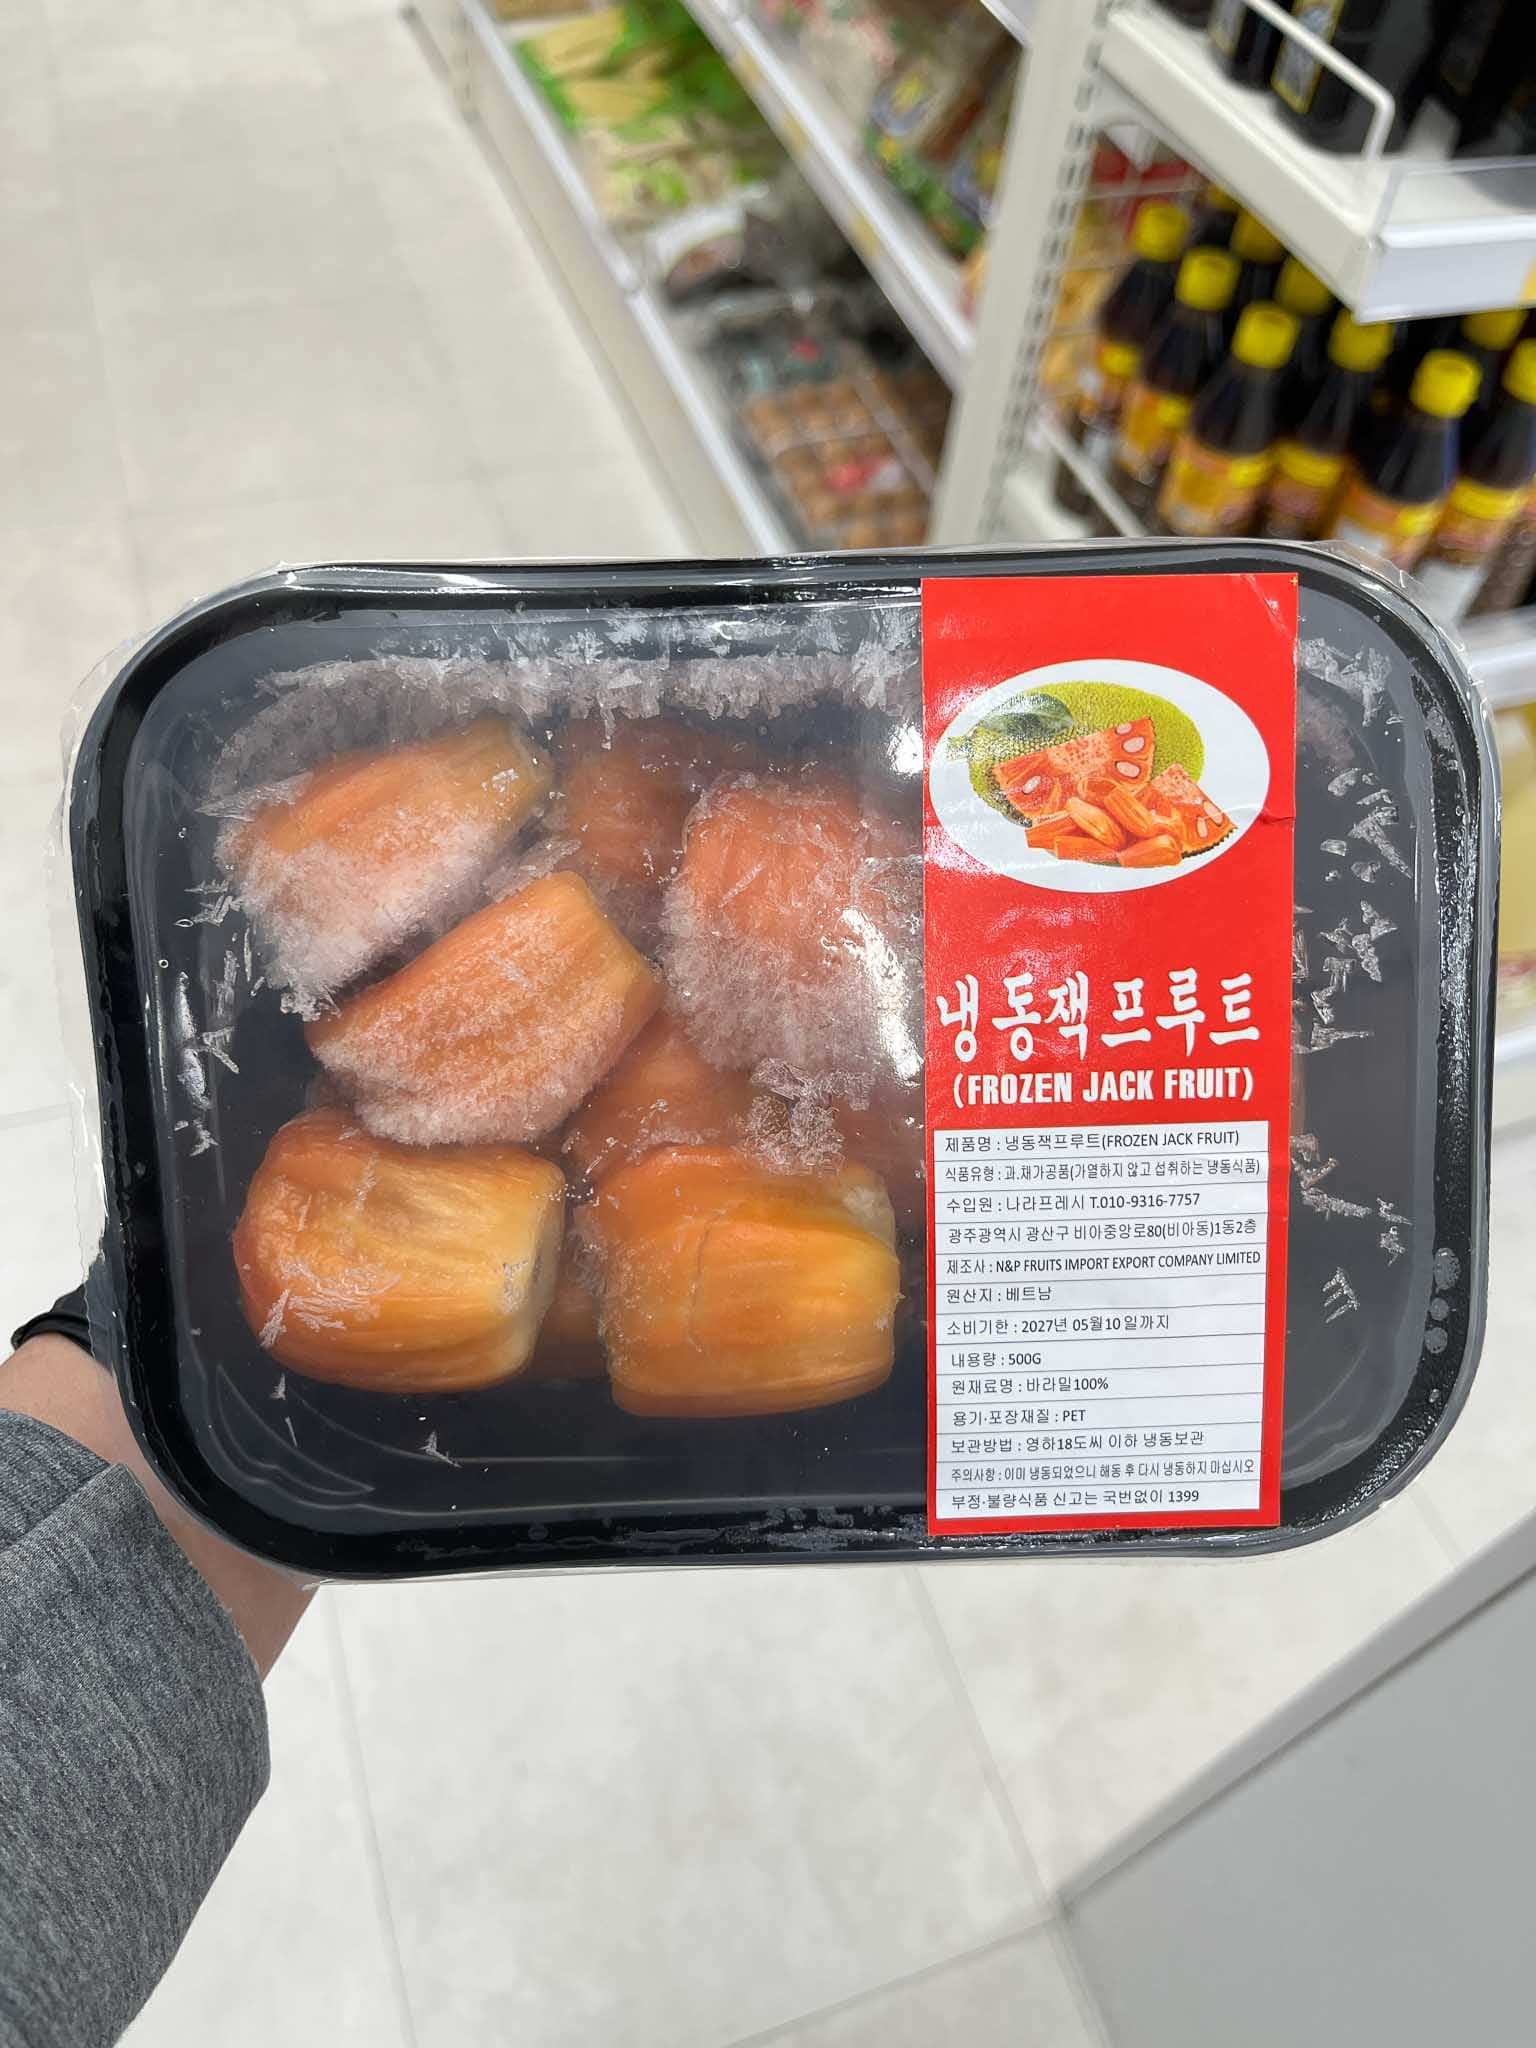 냉동잭프루트
(FROZEN JACK FRUIT)
제품명 : 냉동잭프루트(FROZEN JACK FRUIT)
식품유형 : 과.채가공품(가열하지 않고 섭취하는 냉동식품)
수입원 : 나라프레시 T.010-9316-7757
광주광역시 광산구 비아중앙로80(비아동)1동2층
제조사 : N&P FRUITS IMPORT EXPORT COMPANY LIMITED
원산지 : 베트남
소비기한 : 2027년 05월10일까지
내용량 : 500G
원재료명 : 바라밀100%
용기·포장재질 : PET
보관방법 : 영하18도씨 이하 냉동보관
주의사항 : 이미 냉동되었으니 해동 후 다시 냉동하지 마십시오
부정·불량식품 신고는 국번없이 1399